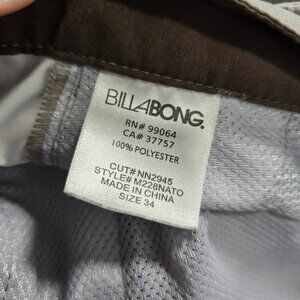 BILLABONG.
RN# 99064
CA# 37757
100% POLYESTER
CUT# NN2945
STYLE# M228NATO
MADE IN CHINA
SIZE 34